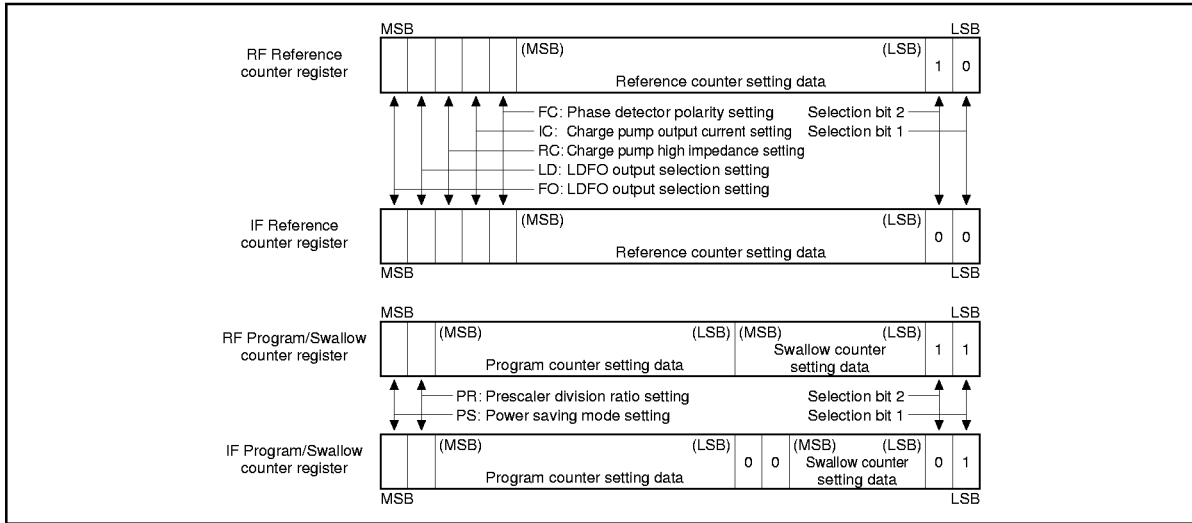 MSB LSB
RF Reference
counter register
(MSB) (LSB)
Reference counter setting data
1 0
FC: Phase detector polarity setting
Selection bit 2
IC: Charge pump output current setting
Selection bit 1
RC: Charge pump high impedance setting
LD: LDFO output selection setting
FO: LDFO output selection setting
IF Reference
counter register
(MSB) (LSB)
Reference counter setting data
0 0
MSB LSB
MSB LSB
RF Program/Swallow
counter register
(MSB) (LSB)
Program counter setting data
(MSB) (LSB)
Swallow counter
setting data
1 1
PR: Prescaler division ratio setting
Selection bit 2
PS: Power saving mode setting
Selection bit 1
IF Program/Swallow
counter register
(MSB) (LSB)
Program counter setting data
0 0
(MSB) (LSB)
Swallow counter
setting data
0 1
MSB LSB